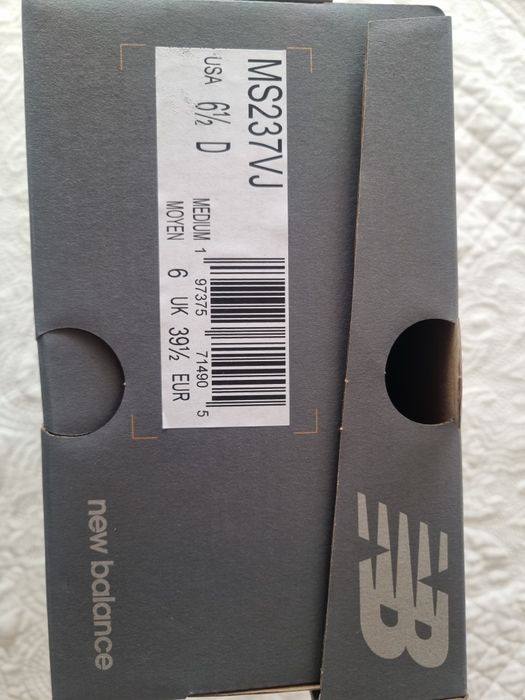 MS237VJ
USA 6½ D
MEDIUM
MOYEN
1 97375 71490 5
6 UK 39½ EUR
NB
new balance